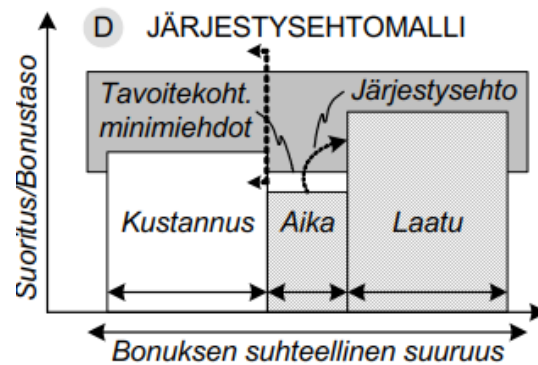 D JÄRJESTYSEHTOMALLI
Suoritus/Bonustaso
Tavoitekoht.
minimiehdot
Järjestysehto
Kustannus
Aika
Laatu
Bonuksen suhteellinen suuruus